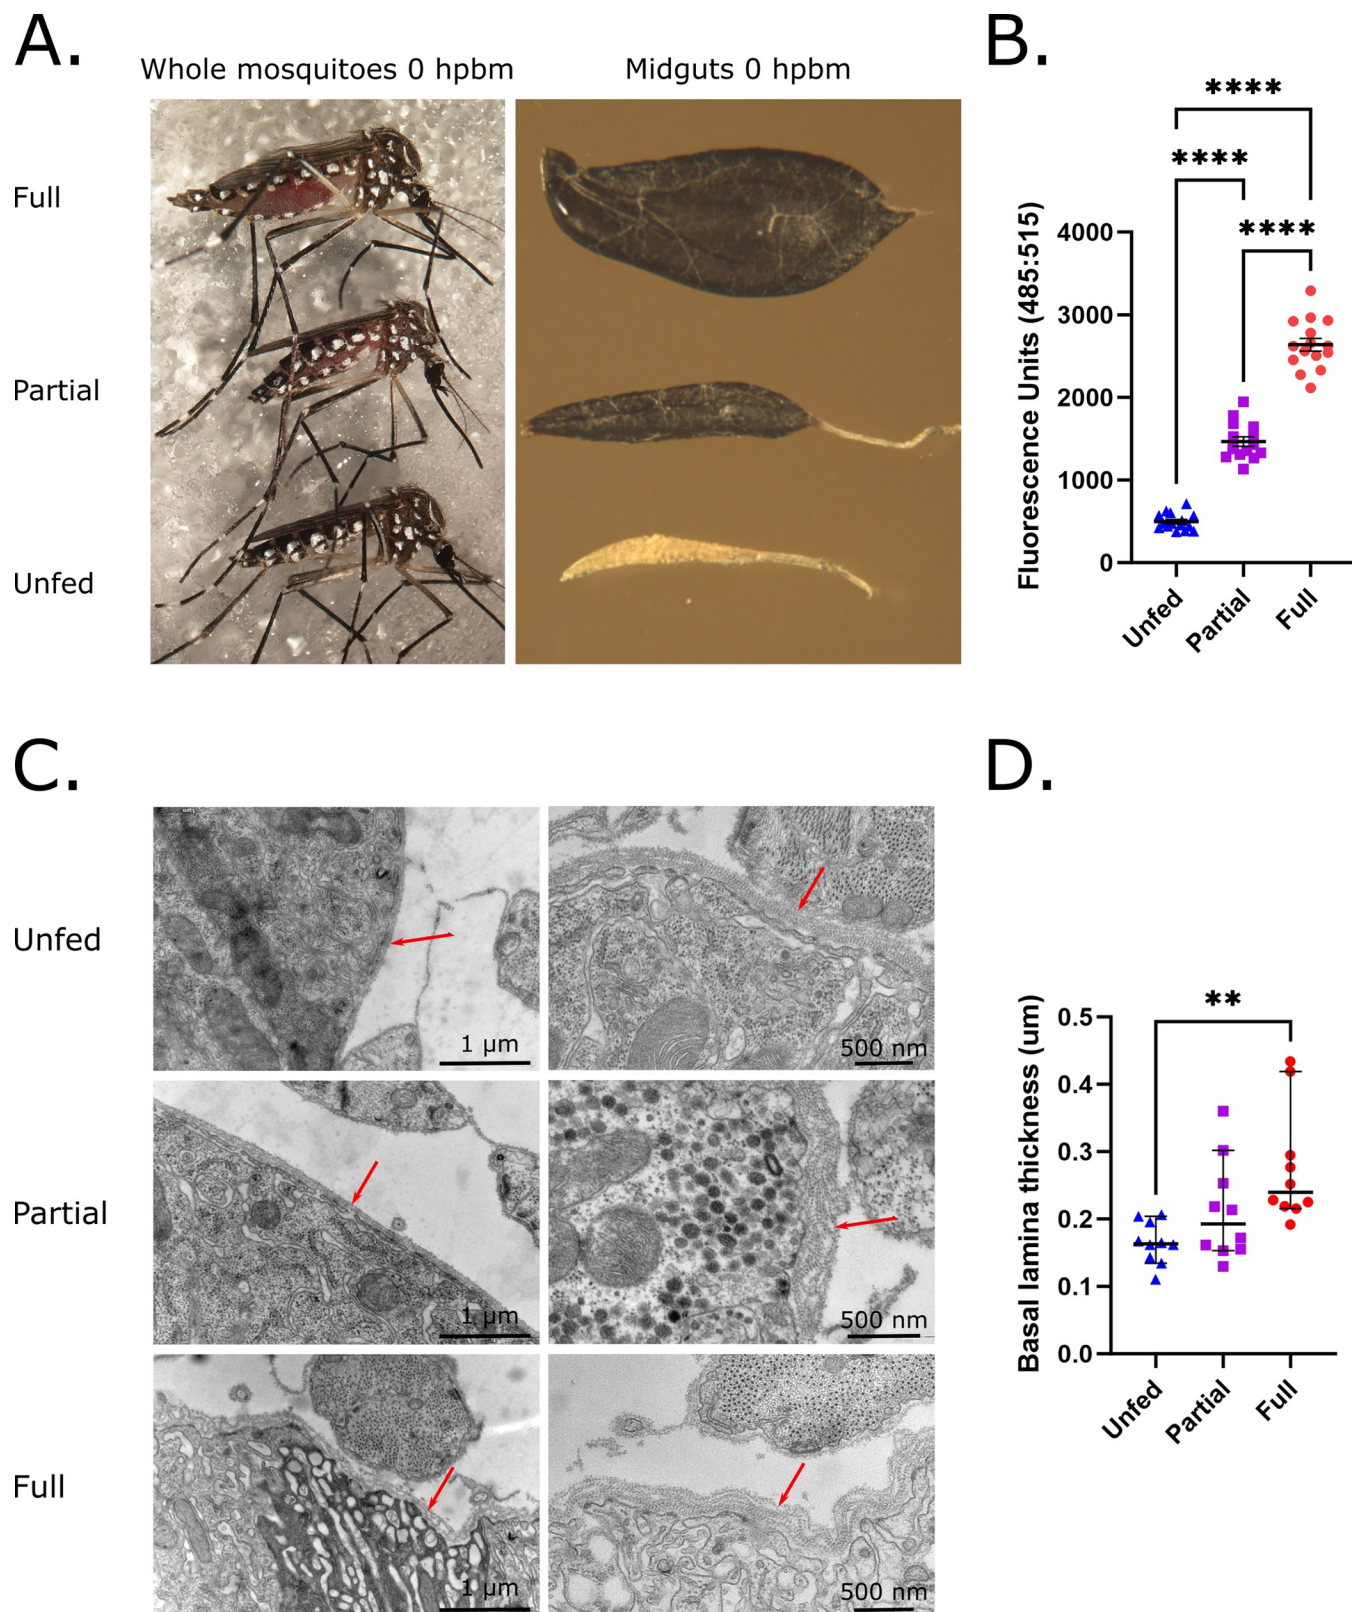 A.
Whole mosquitoes 0 hpbm
Midguts 0 hpbm
Full
Partial
Unfed
B.
****
****
****
Fluorescence Units (485:515)
4000
3000
2000
1000
0
Unfed
Partial
Full
C.
Unfed
1 µm
500 nm
Partial
1 µm
500 nm
Full
1 µm
500 nm
D.
**
Basal lamina thickness (um)
0.5
0.4
0.3
0.2
0.1
0.0
Unfed
Partial
Full